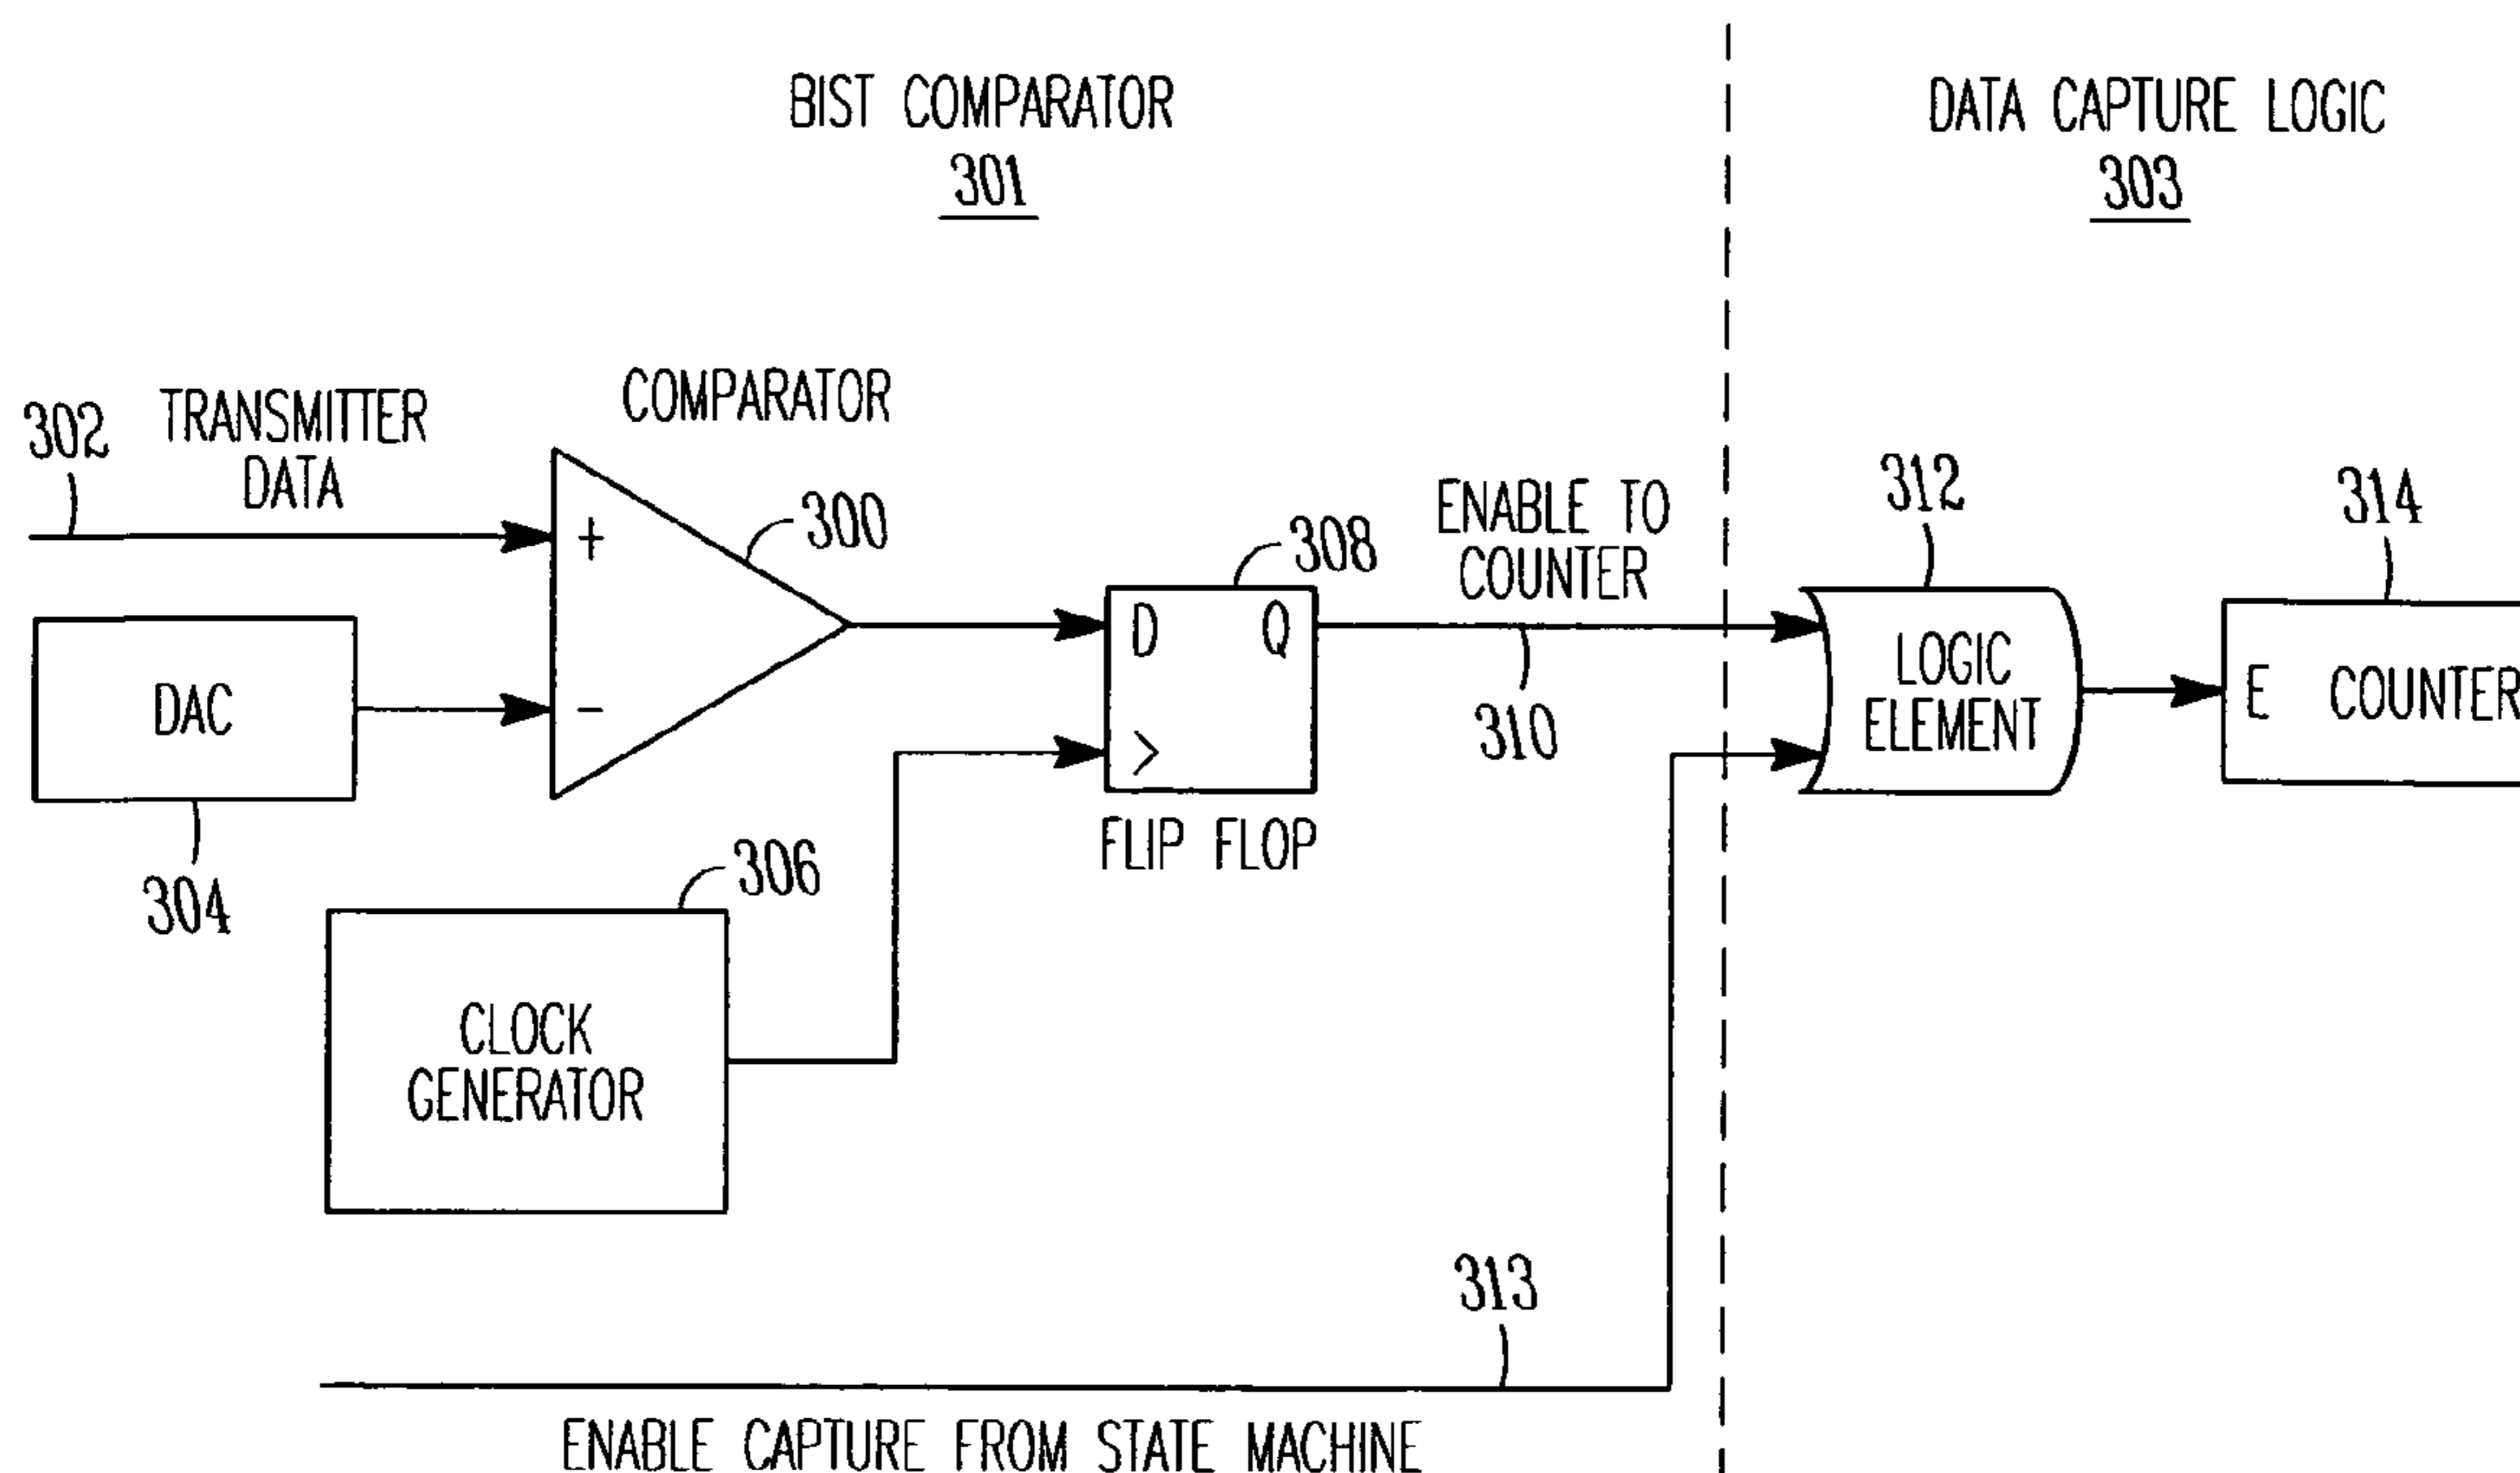 BIST COMPARATOR
301
DATA CAPTURE LOGIC
303
302
TRANSMITTER
DATA
COMPARATOR
+
300
-
DAC
304
308
D Q
>
FLIP FLOP
ENABLE TO
COUNTER
310
312
LOGIC
ELEMENT
314
E COUNTER
306
CLOCK
GENERATOR
313
ENABLE CAPTURE FROM STATE MACHINE